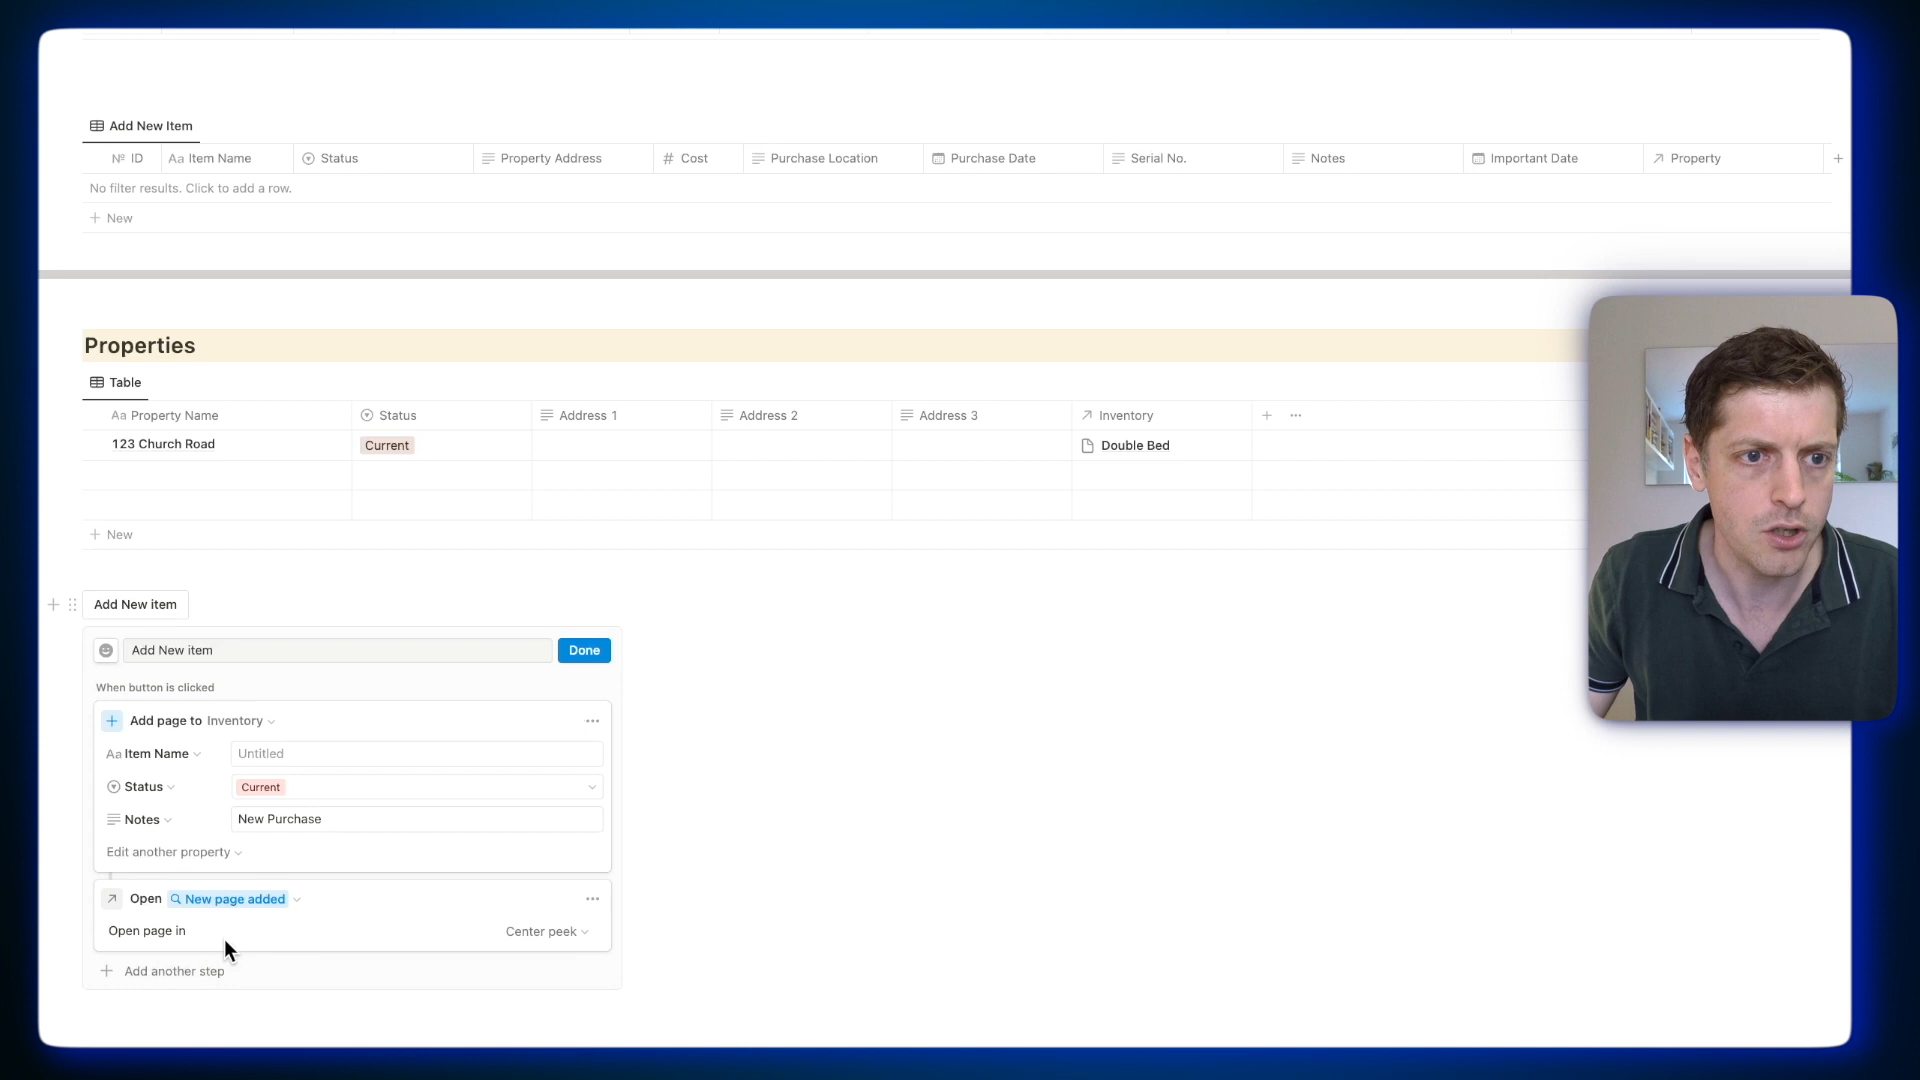 Add New Item
Nº ID Aa Item Name Status Property Address # Cost Purchase Location Purchase Date Serial No. Notes Important Date Property
No filter results. Click to add a row.
New
Properties
Table
Aa Property Name Status Address 1 Address 2 Address 3 Inventory
123 Church Road Current Double Bed
New
Add New item
Add New item Done
When button is clicked
Add page to Inventory
Aa Item Name Untitled
Status Current
Notes New Purchase
Edit another property
Open New page added
Open page in Center peek
Add another step